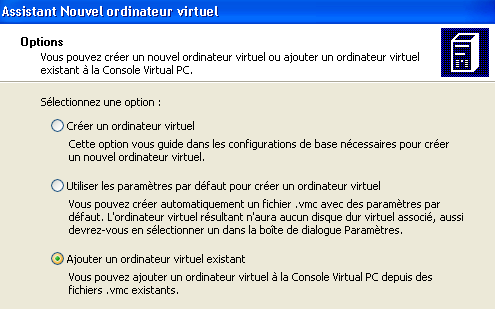 Assistant Nouvel ordinateur virtuel
Options
Vous pouvez créer un nouvel ordinateur virtuel ou ajouter un ordinateur virtuel
existant à la Console Virtual PC.
Sélectionnez une option :
Créer un ordinateur virtuel
Cette option vous guide dans les configurations de base nécessaires pour créer
un nouvel ordinateur virtuel.
Utiliser les paramètres par défaut pour créer un ordinateur virtuel
Vous pouvez créer automatiquement un fichier .vmc avec des paramètres par
défaut. L'ordinateur virtuel résultant n'aura aucun disque dur virtuel associé, aussi
devrez-vous en sélectionner un dans la boîte de dialogue Paramètres.
Ajouter un ordinateur virtuel existant
Vous pouvez ajouter un ordinateur virtuel à la Console Virtual PC depuis des
fichiers .vmc existants.